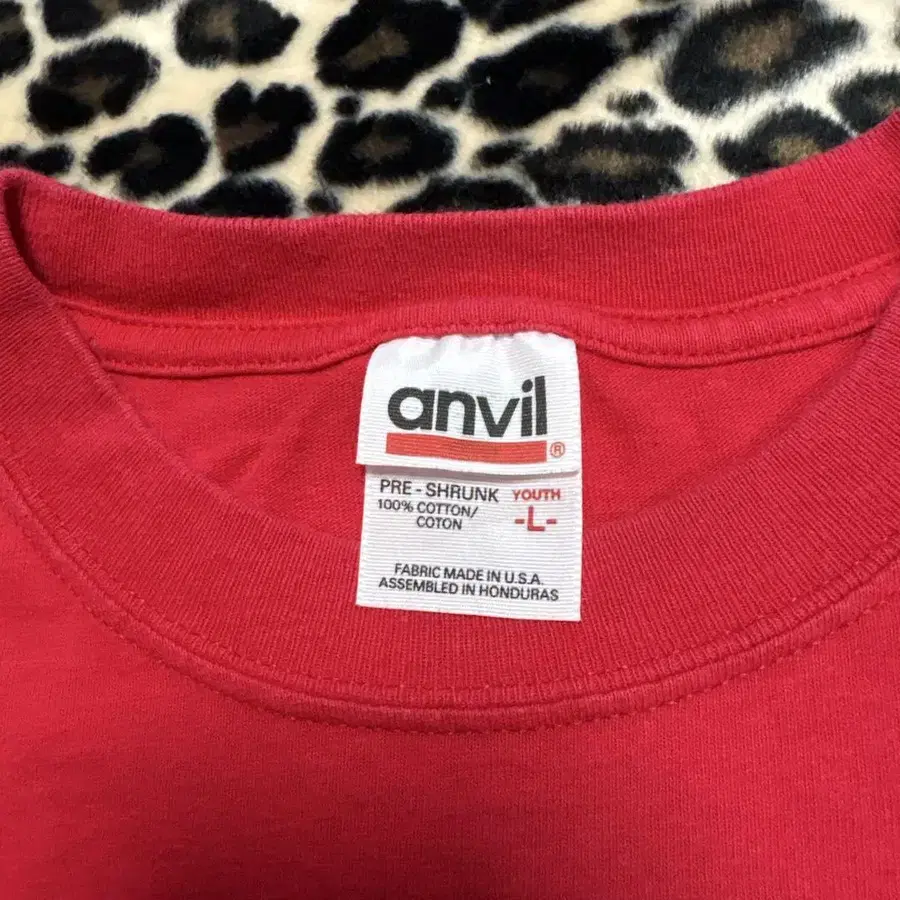 anvil®
PRE - SHRUNK YOUTH
100% COTTON/ -L-
COTON
FABRIC MADE IN U.S.A.
ASSEMBLED IN HONDURAS